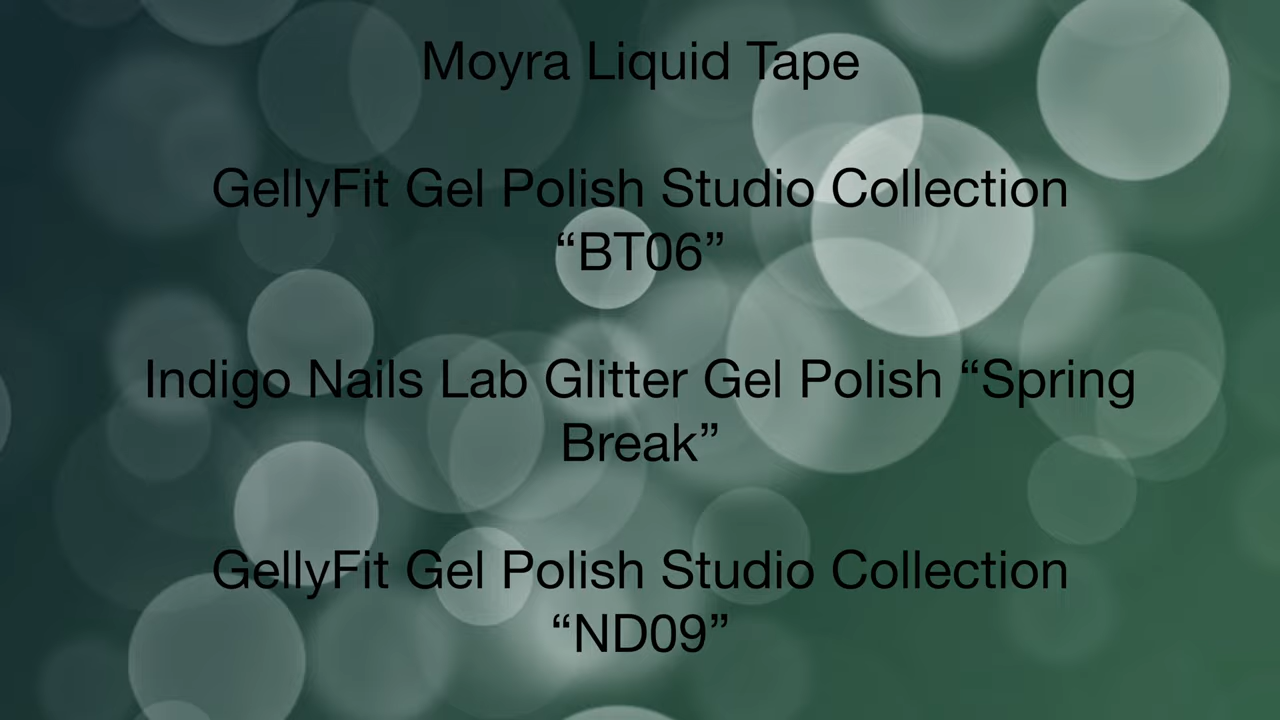 Moyra Liquid Tape
GellyFit Gel Polish Studio Collection
“BT06”
Indigo Nails Lab Glitter Gel Polish “Spring
Break”
GellyFit Gel Polish Studio Collection
“ND09”